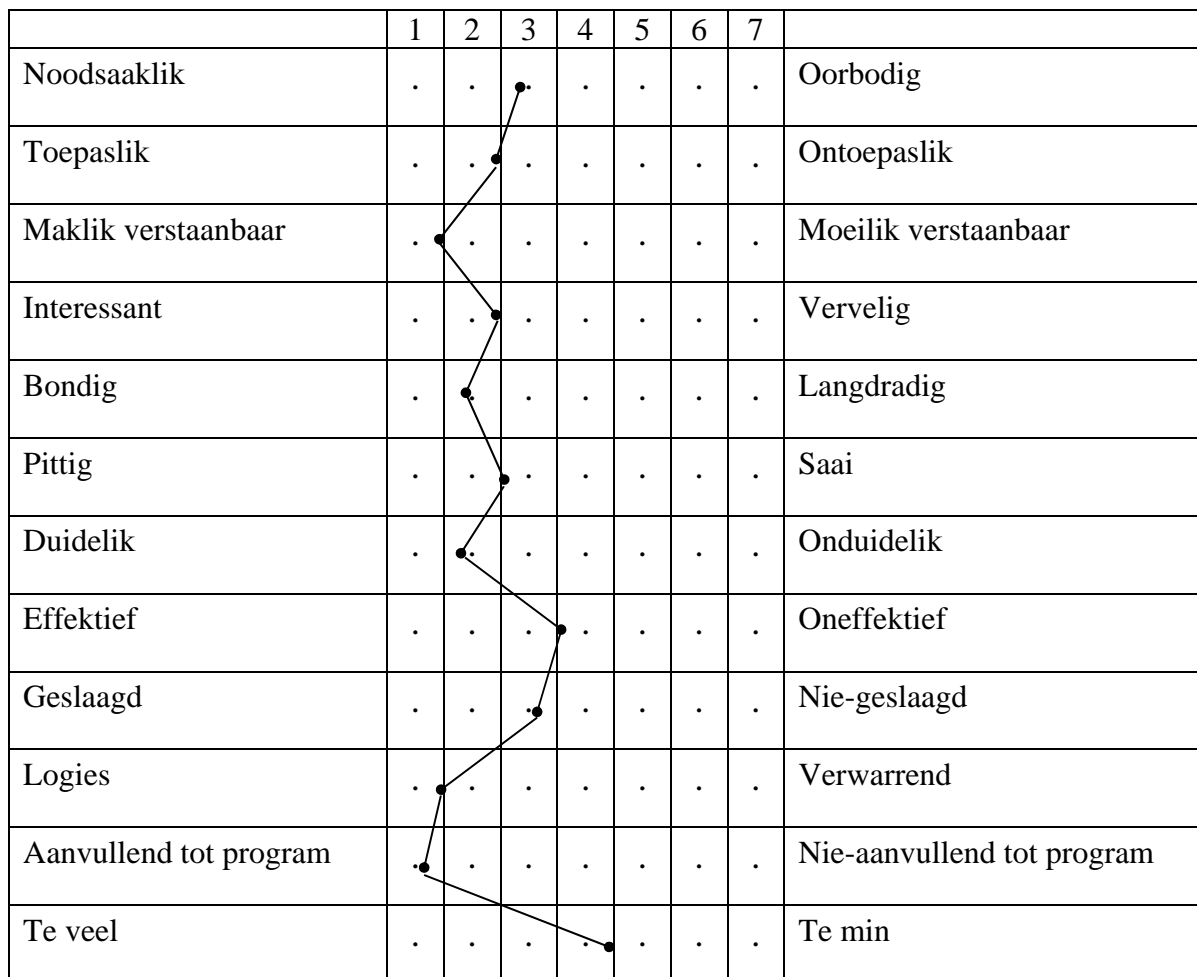 1 2 3 4 5 6 7
Noodsaaklik . . . . . . . Oorbodig
Toepaslik . . . . . . . Ontoepaslik
Maklik verstaanbaar . . . . . . . Moeilik verstaanbaar
Interessant . . . . . . . Vervelig
Bondig . . . . . . . Langdradig
Pittig . . . . . . . Saai
Duidelik . . . . . . . Onduidelik
Effektief . . . . . . . Oneffektief
Geslaagd . . . . . . . Nie-geslaagd
Logies . . . . . . . Verwarrend
Aanvullend tot program . . . . . . . Nie-aanvullend tot program
Te veel . . . . . . . Te min